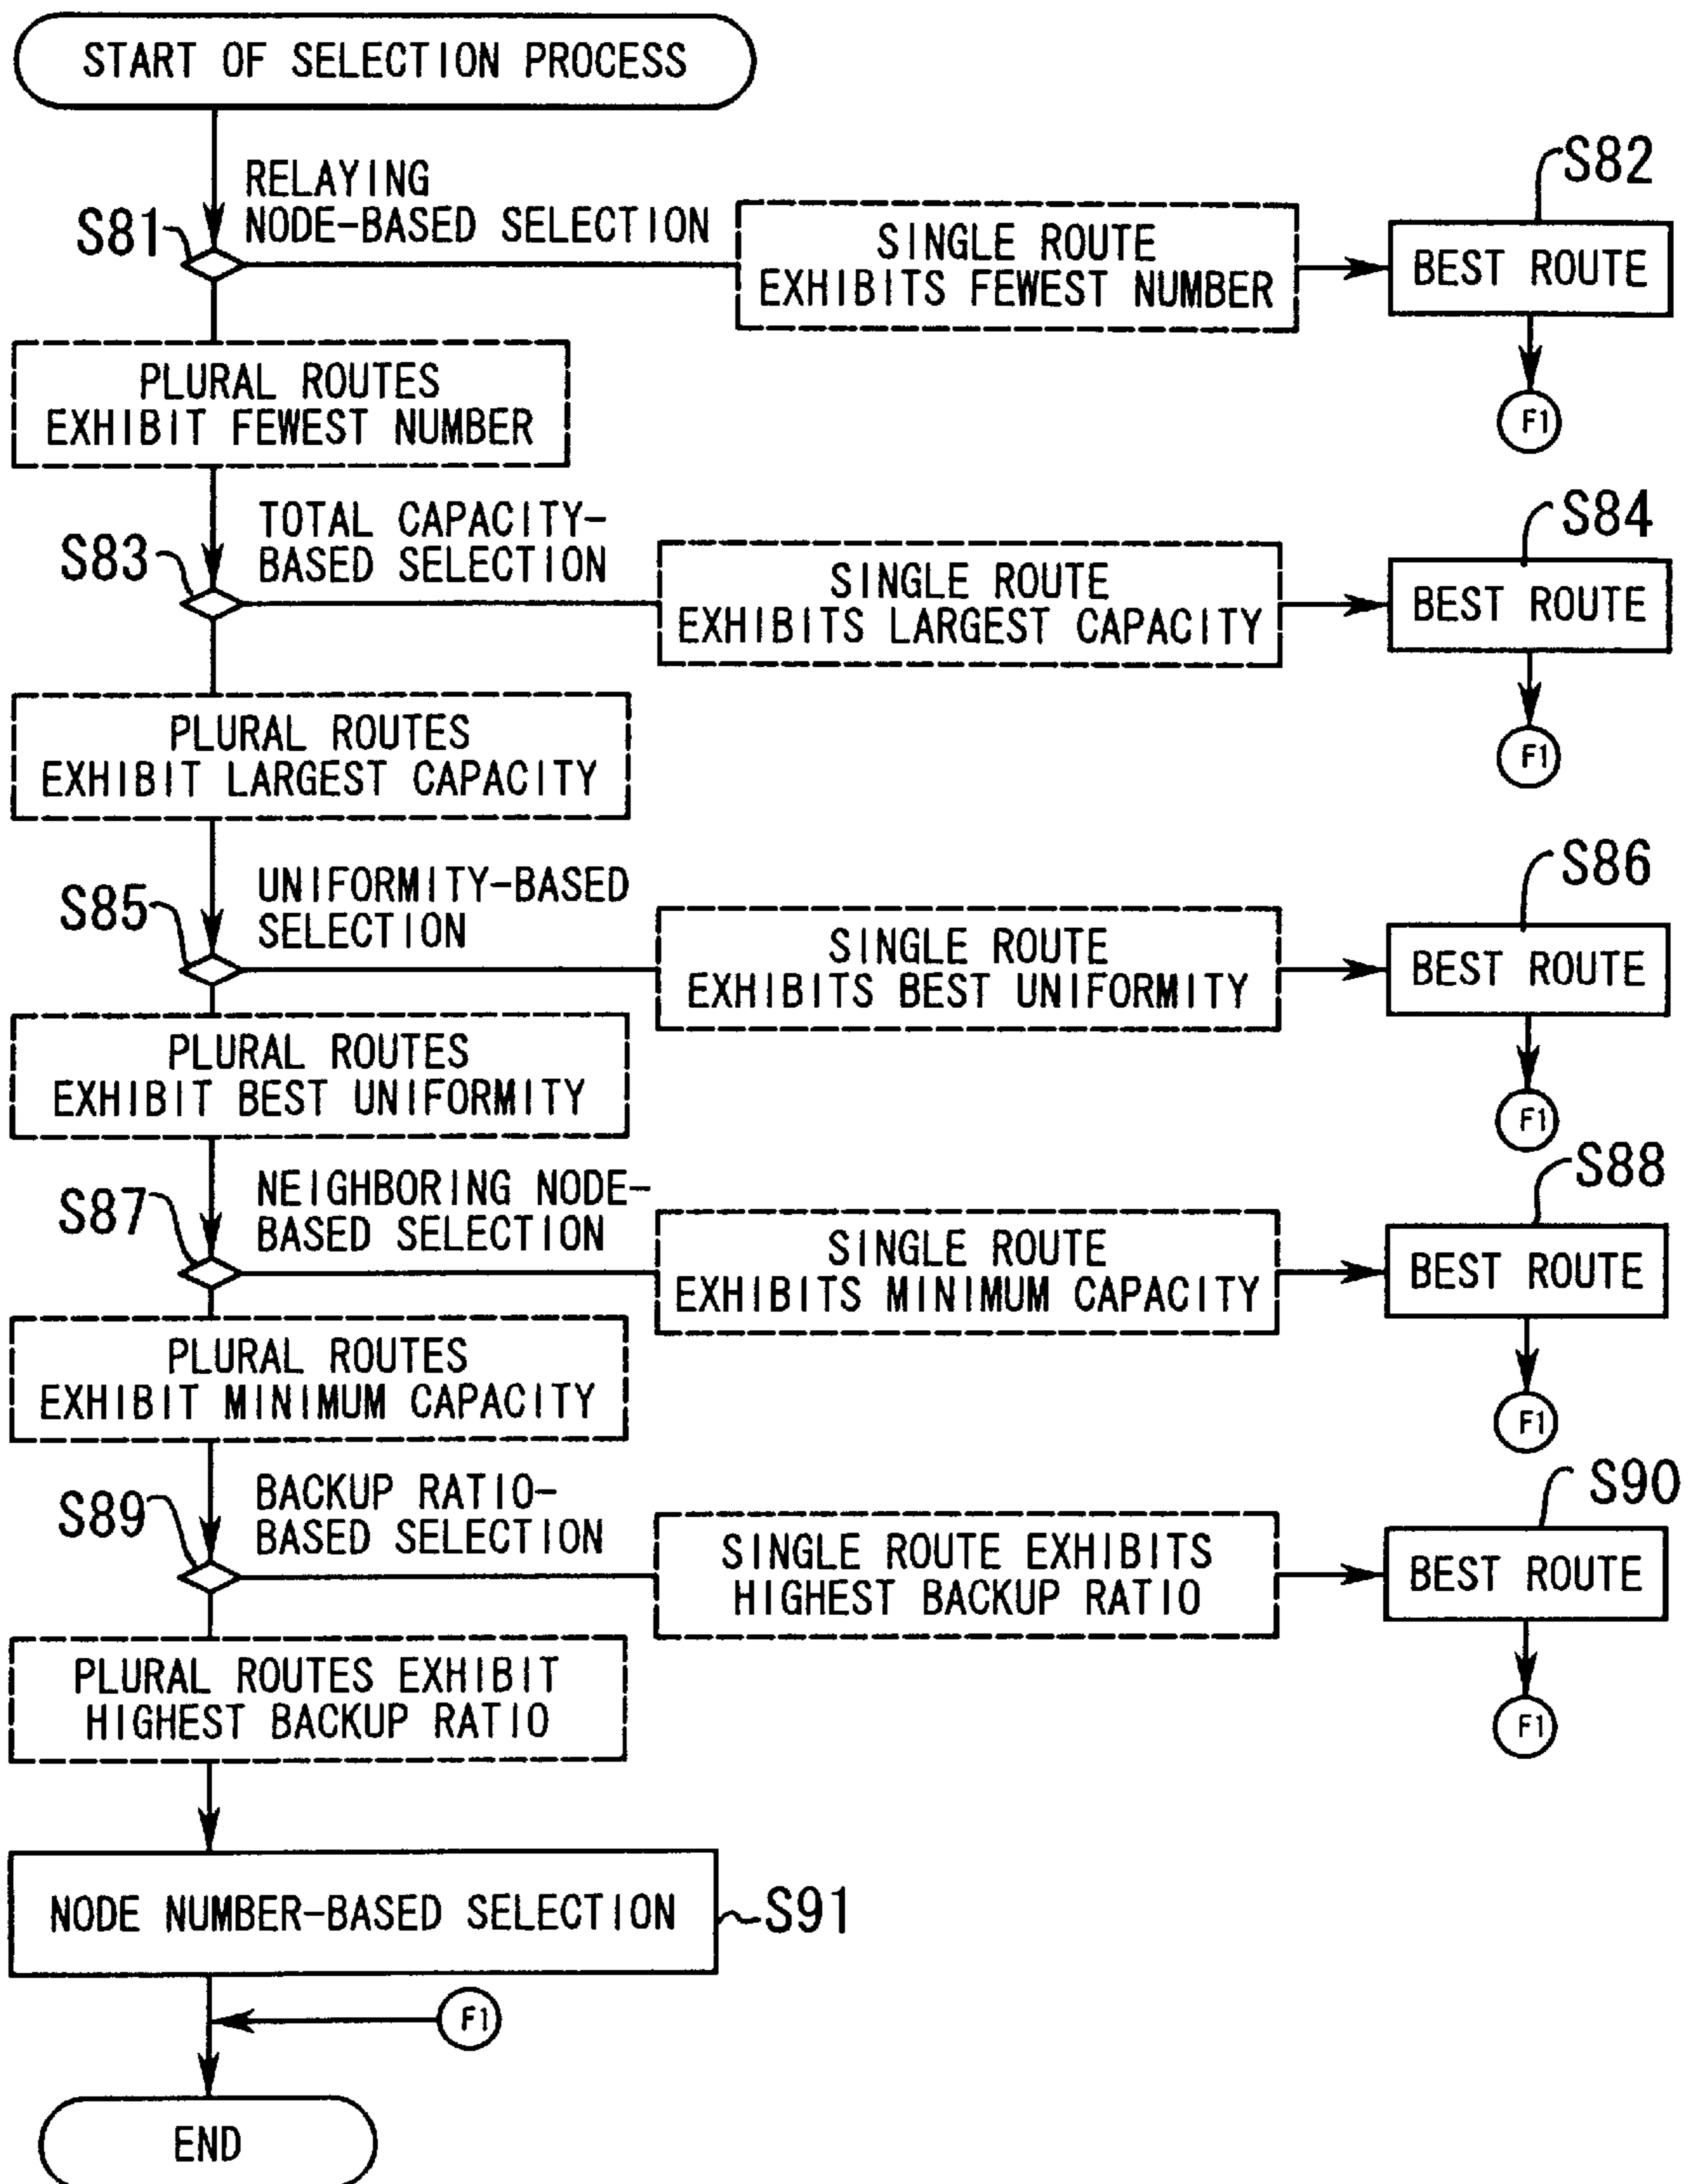 START OF SELECTION PROCESS
RELAYING
NODE-BASED SELECTION
S81
SINGLE ROUTE
EXHIBITS FEWEST NUMBER
S82
BEST ROUTE
F1
PLURAL ROUTES
EXHIBIT FEWEST NUMBER
TOTAL CAPACITY-
BASED SELECTION
S83
SINGLE ROUTE
EXHIBITS LARGEST CAPACITY
S84
BEST ROUTE
F1
PLURAL ROUTES
EXHIBIT LARGEST CAPACITY
UNIFORMITY-BASED
SELECTION
S85
SINGLE ROUTE
EXHIBITS BEST UNIFORMITY
S86
BEST ROUTE
F1
PLURAL ROUTES
EXHIBIT BEST UNIFORMITY
NEIGHBORING NODE-
BASED SELECTION
S87
SINGLE ROUTE
EXHIBITS MINIMUM CAPACITY
S88
BEST ROUTE
F1
PLURAL ROUTES
EXHIBIT MINIMUM CAPACITY
BACKUP RATIO-
BASED SELECTION
S89
SINGLE ROUTE EXHIBITS
HIGHEST BACKUP RATIO
S90
BEST ROUTE
F1
PLURAL ROUTES EXHIBIT
HIGHEST BACKUP RATIO
NODE NUMBER-BASED SELECTION
S91
F1
END